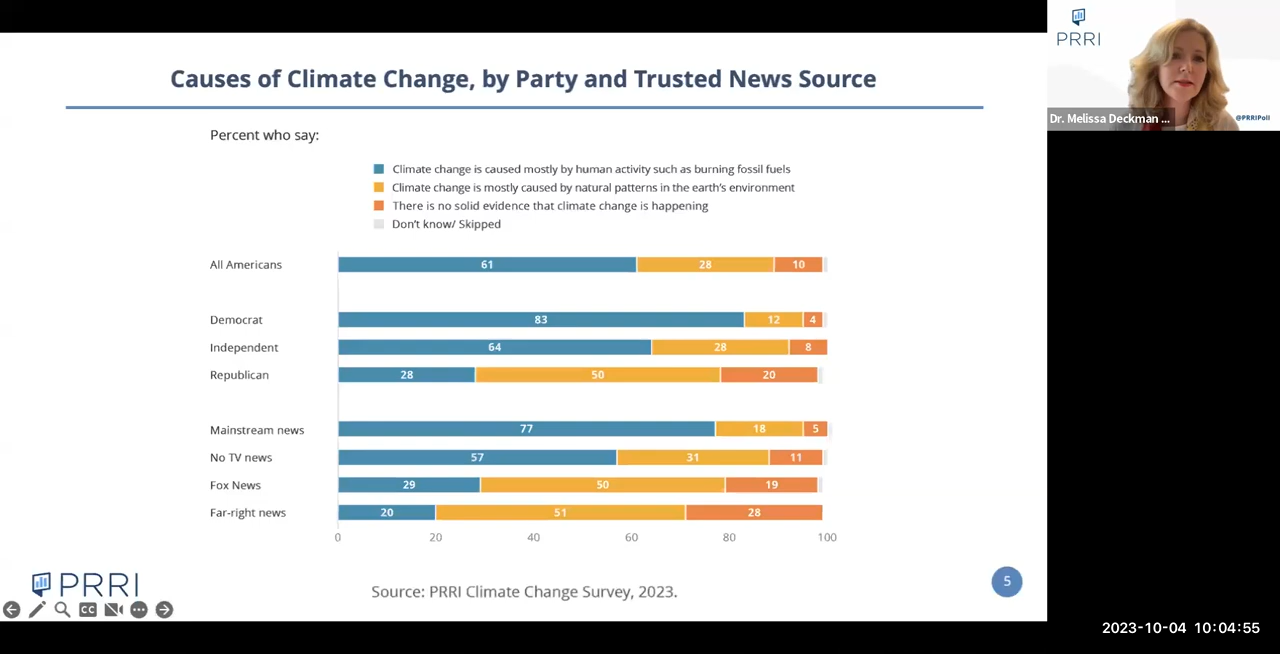 Causes of Climate Change, by Party and Trusted News Source
PRRI
Dr. Melissa Deckman ...
@PRRIPoll
Percent who say:
Climate change is caused mostly by human activity such as burning fossil fuels
Climate change is mostly caused by natural patterns in the earth's environment
There is no solid evidence that climate change is happening
Don't know/ Skipped
All Americans 61 28 10
Democrat 83 12 4
Independent 64 28 8
Republican 28 50 20
Mainstream news 77 18 5
No TV news 57 31 11
Fox News 29 50 19
Far-right news 20 51 28
0 20 40 60 80 100
PRRI
Source: PRRI Climate Change Survey, 2023.
5
CC
2023-10-04 10:04:55